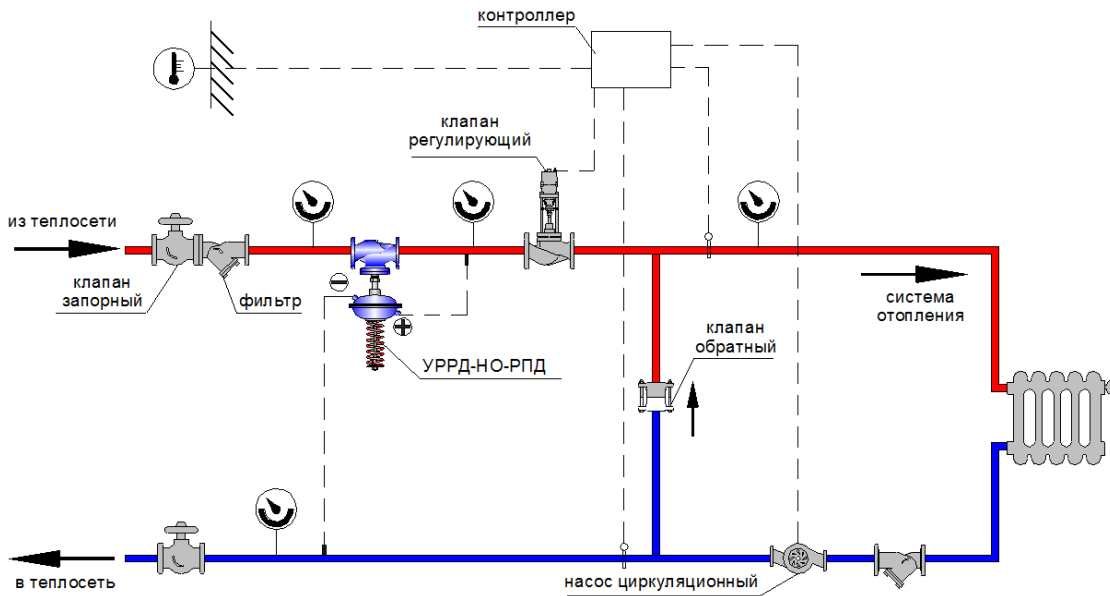 контроллер
клапан
регулирующий
из теплосети
клапан
запорный
фильтр
УРРД-НО-РПД
клапан
обратный
система
отопления
в теплосеть
насос циркуляционный